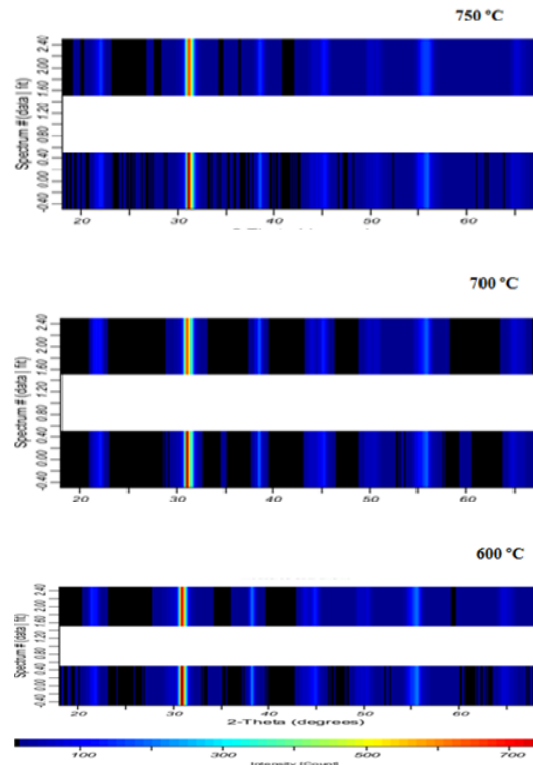 750 °C
Spectrum # (data | fit)
-0.40 0.00 0.40 0.80 1.20 1.60 2.00 2.40
20 30 40 50 60
700 °C
Spectrum # (data | fit)
-0.40 0.00 0.40 0.80 1.20 1.60 2.00 2.40
20 30 40 50 60
600 °C
Spectrum # (data | fit)
-0.40 0.00 0.40 0.80 1.20 1.60 2.00 2.40
20 30 40 50 60
2-Theta (degrees)
100 300 500 700
Intensity [Count]